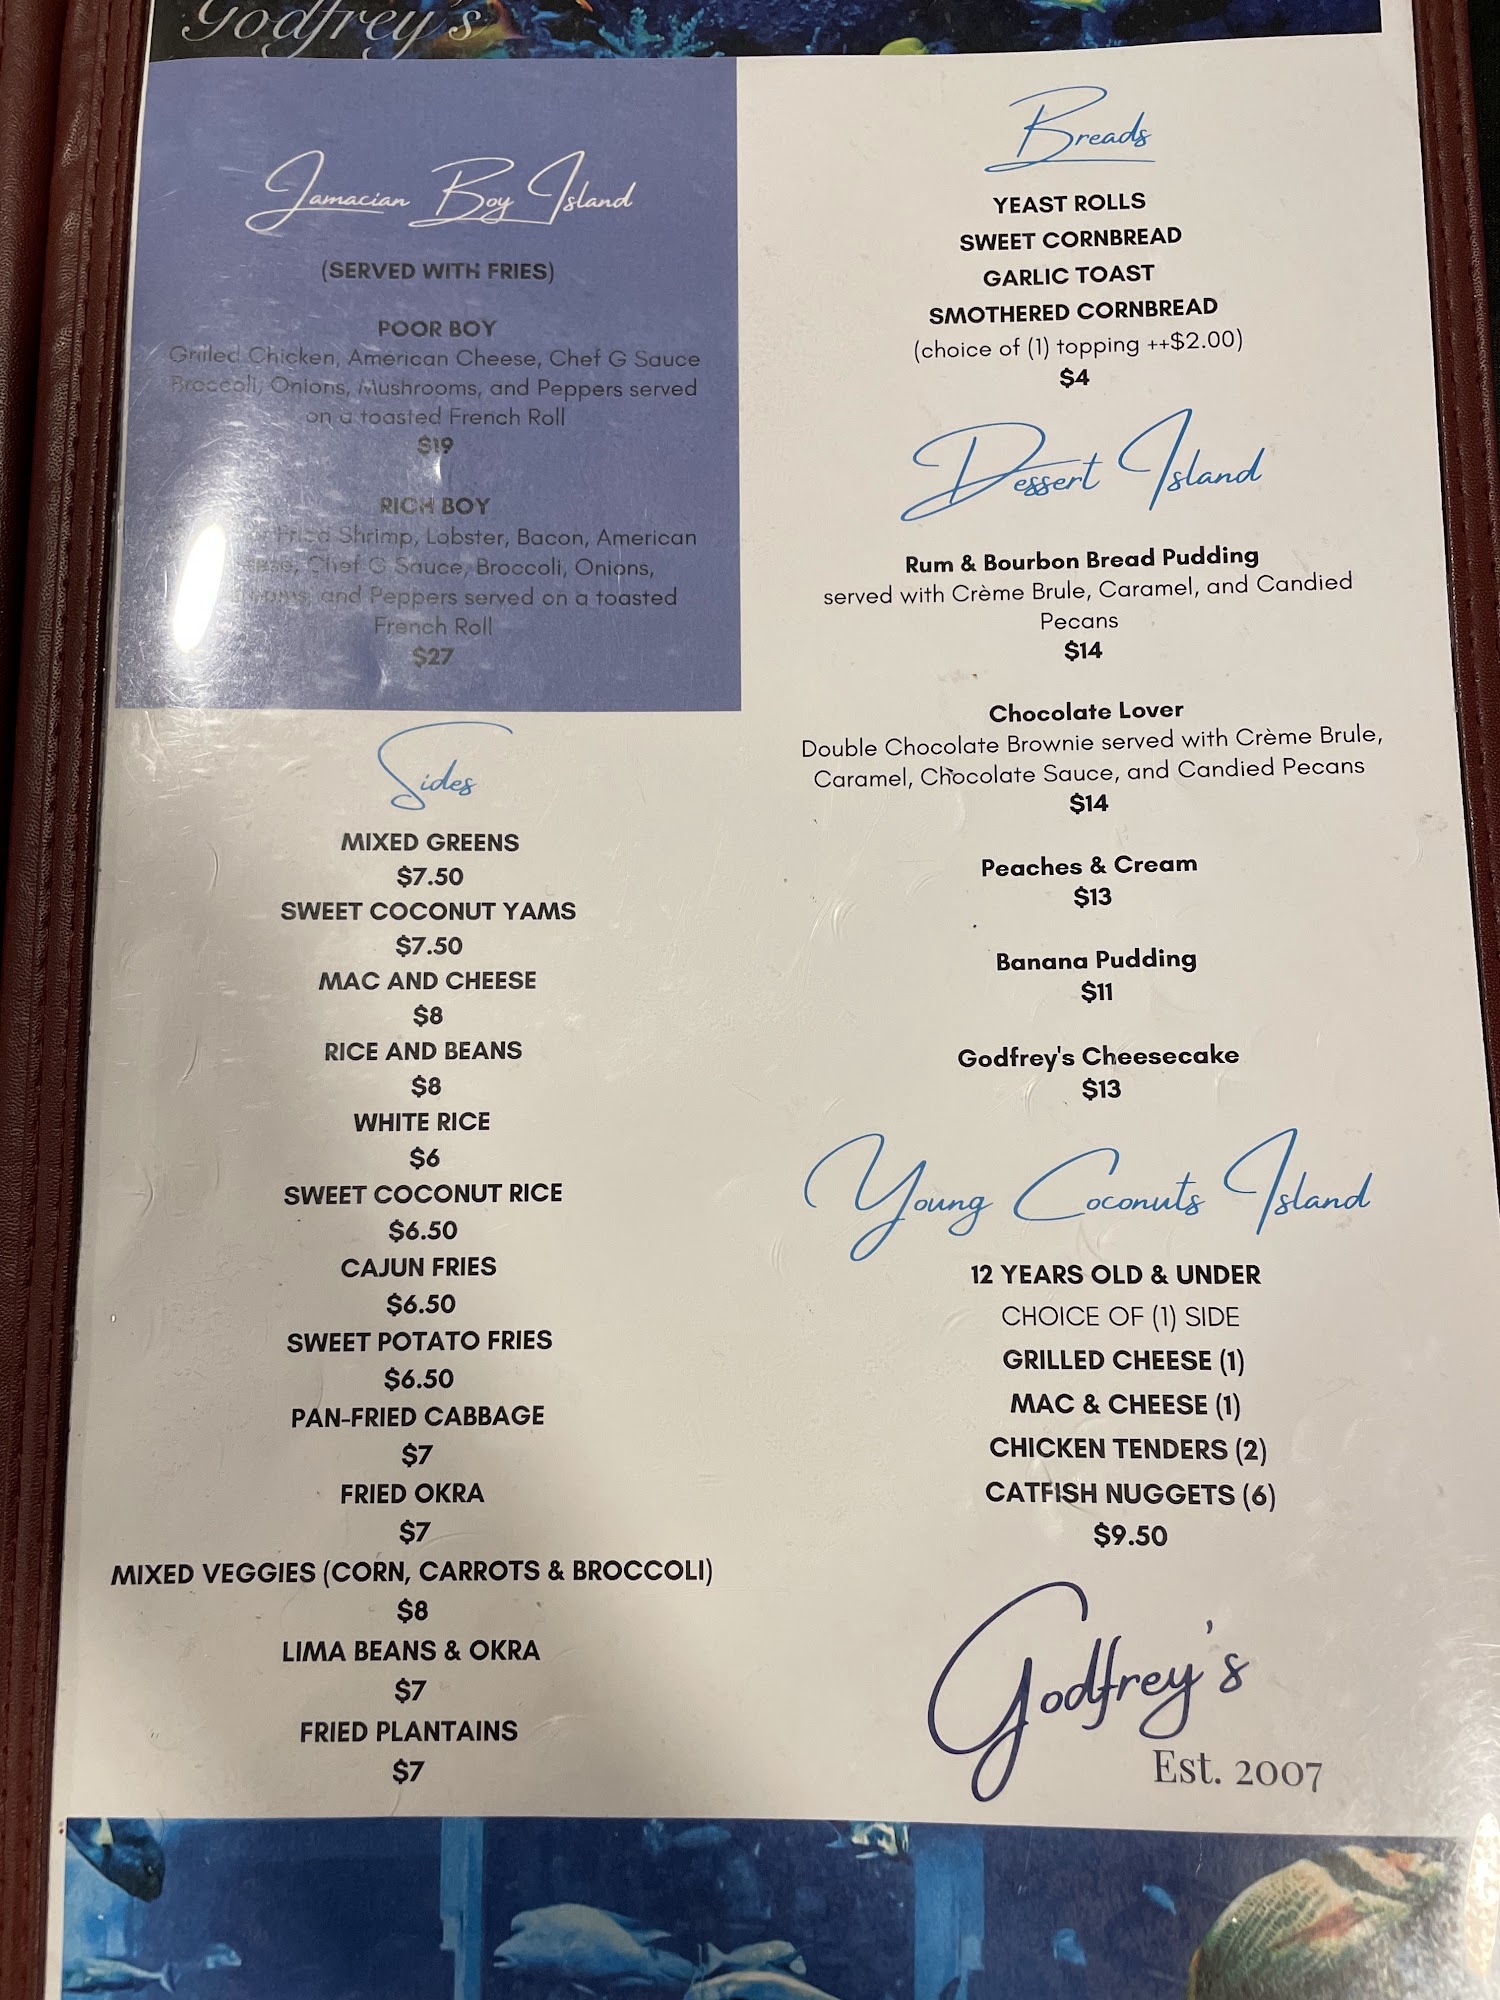 Godfrey's
Jamacian Boy Island
(SERVED WITH FRIES)
POOR BOY
Grilled Chicken, American Cheese, Chef G Sauce
Broccoli, Onions, Mushrooms, and Peppers served
on a toasted French Roll
$19
RICH BOY
Fried Shrimp, Lobster, Bacon, American
Chef G Sauce, Broccoli, Onions,
and Peppers served on a toasted
French Roll
$27
Sides
MIXED GREENS
$7.50
SWEET COCONUT YAMS
$7.50
MAC AND CHEESE
$8
RICE AND BEANS
$8
WHITE RICE
$6
SWEET COCONUT RICE
$6.50
CAJUN FRIES
$6.50
SWEET POTATO FRIES
$6.50
PAN-FRIED CABBAGE
$7
FRIED OKRA
$7
MIXED VEGGIES (CORN, CARROTS & BROCCOLI)
$8
LIMA BEANS & OKRA
$7
FRIED PLANTAINS
$7
Breads
YEAST ROLLS
SWEET CORNBREAD
GARLIC TOAST
SMOTHERED CORNBREAD
(choice of (1) topping ++$2.00)
$4
Dessert Island
Rum & Bourbon Bread Pudding
served with Crème Brule, Caramel, and Candied
Pecans
$14
Chocolate Lover
Double Chocolate Brownie served with Crème Brule,
Caramel, Chocolate Sauce, and Candied Pecans
$14
Peaches & Cream
$13
Banana Pudding
$11
Godfrey's Cheesecake
$13
Young Coconuts Island
12 YEARS OLD & UNDER
CHOICE OF (1) SIDE
GRILLED CHEESE (1)
MAC & CHEESE (1)
CHICKEN TENDERS (2)
CATFISH NUGGETS (6)
$9.50
Godfrey's
Est. 2007